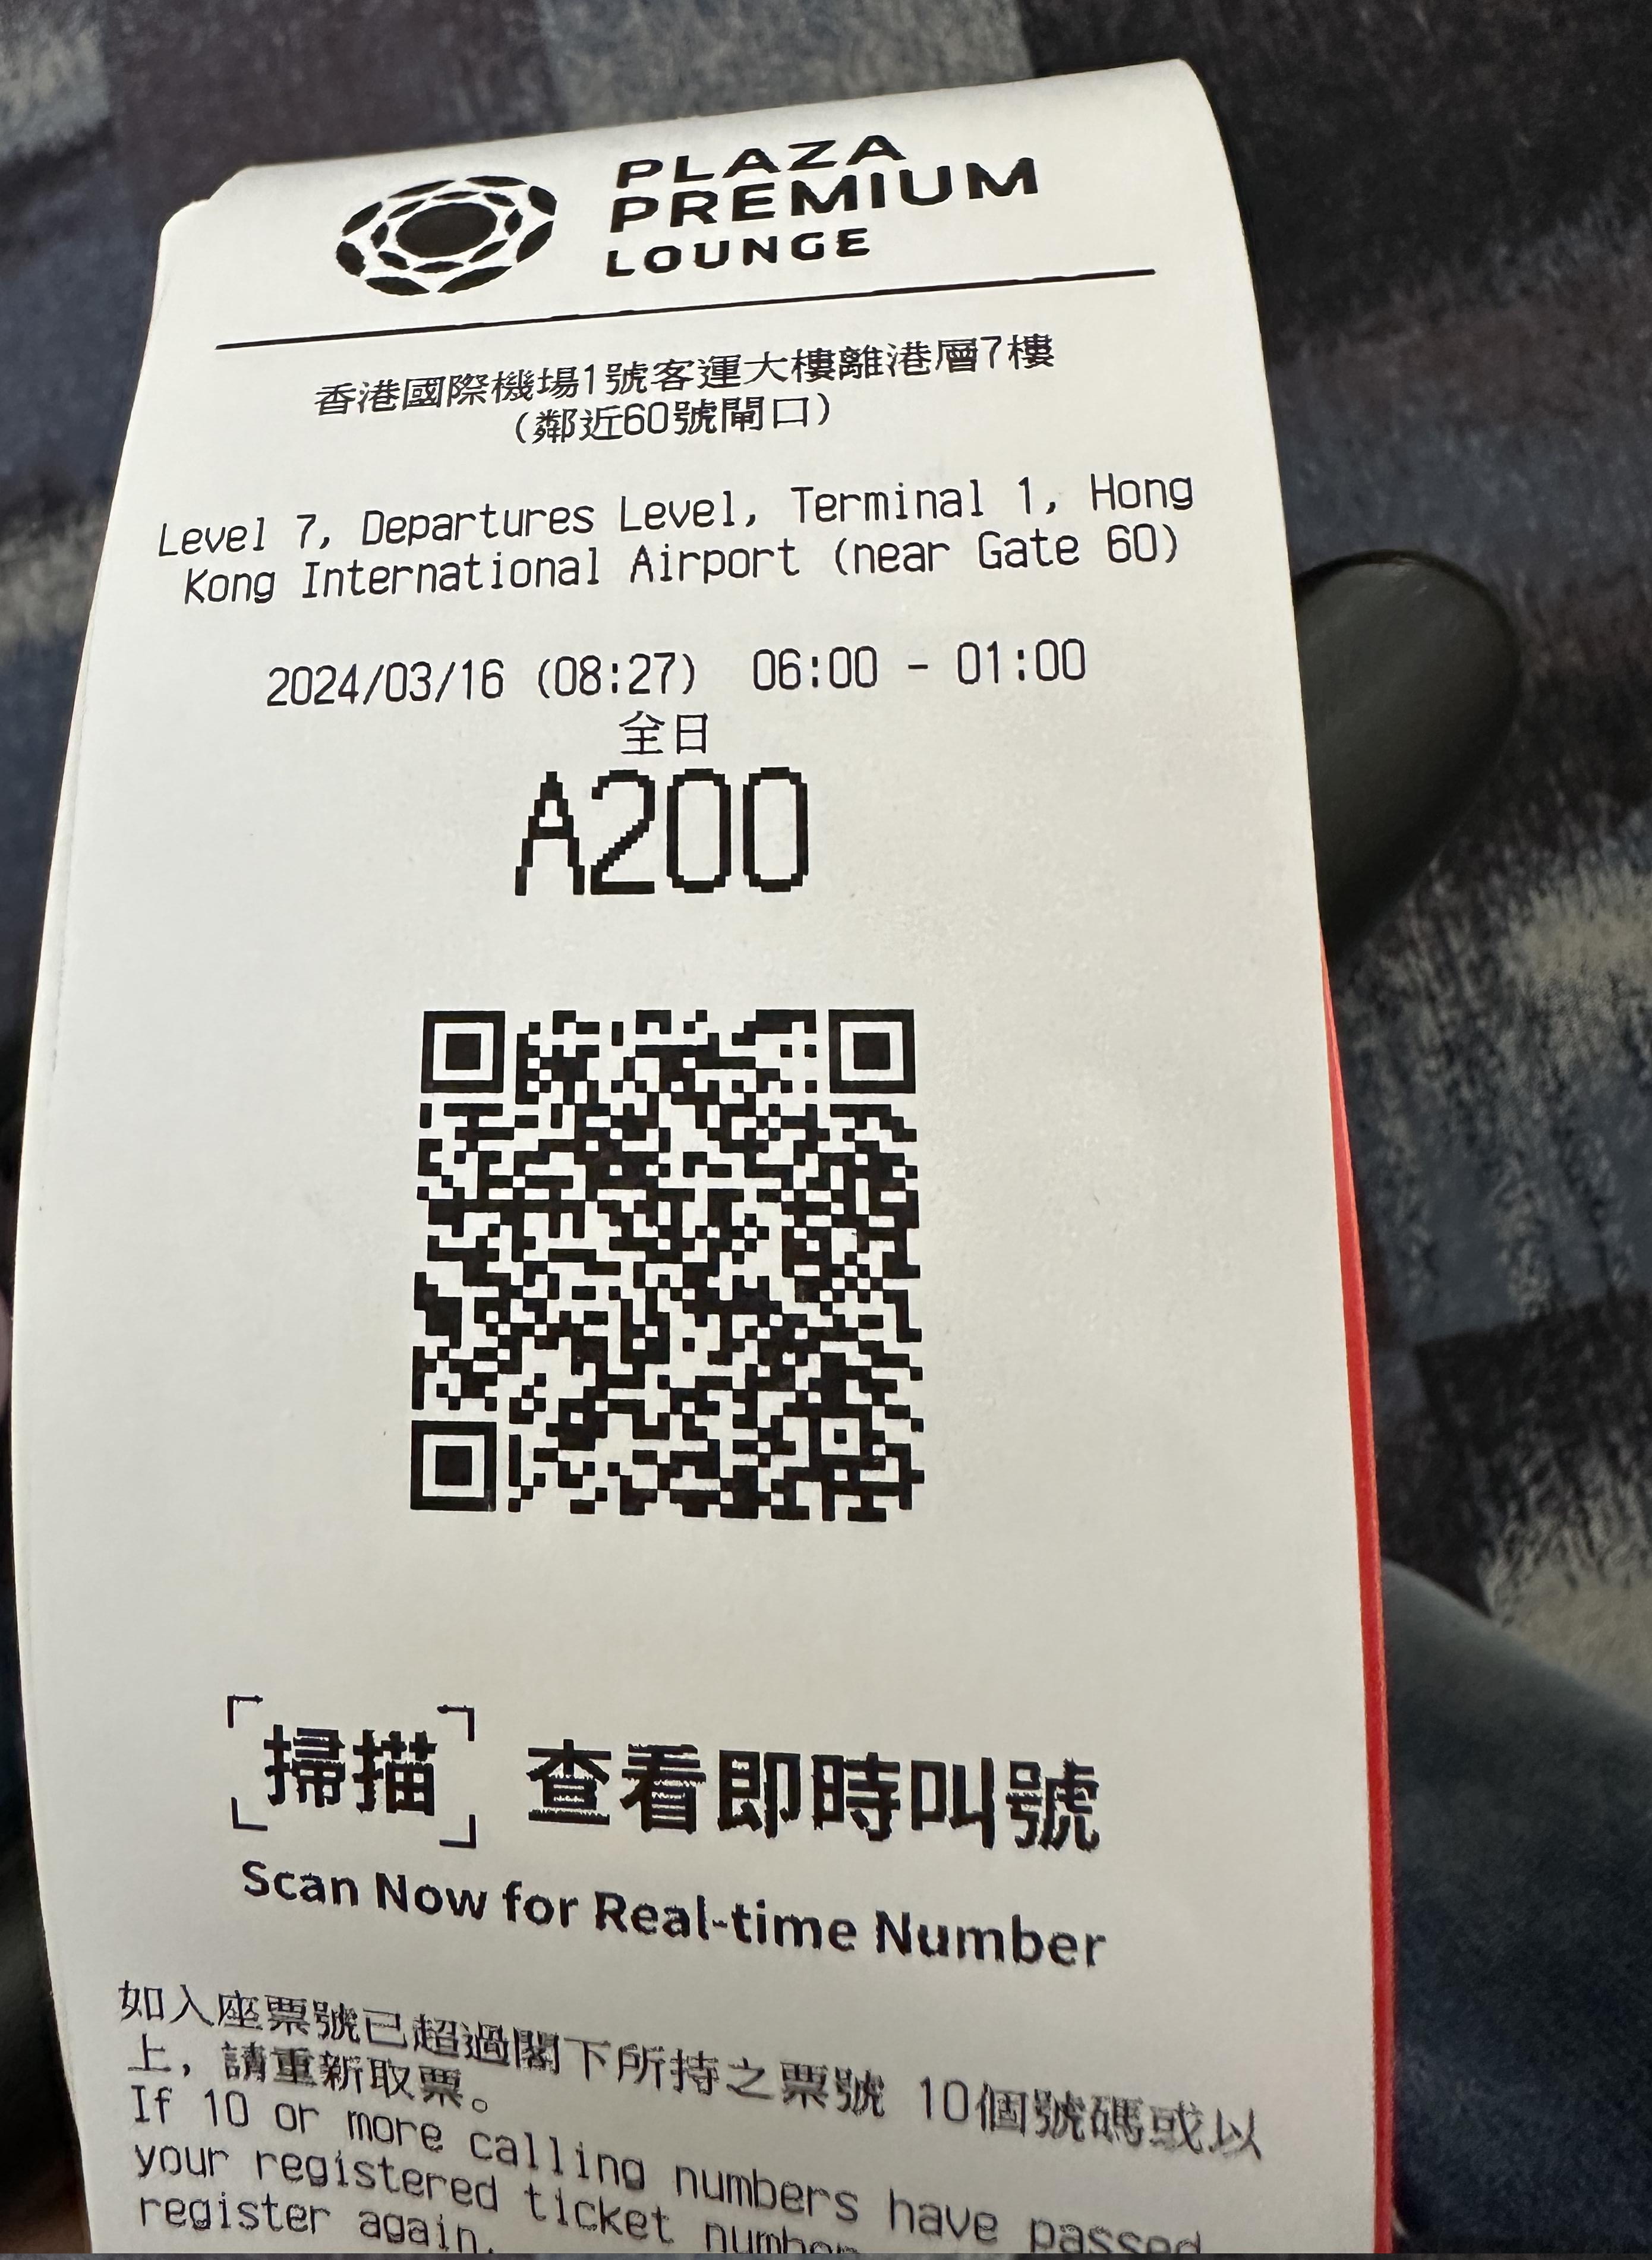 PLAZA
PREMIUM
LOUNGE
香港國際機場1號客運大樓離港層7樓
(鄰近60號閘口)
Level 7, Departures Level, Terminal 1, Hong
Kong International Airport (near Gate 60)
2024/03/16 (08:27) 06:00 - 01:00
全日
A200
掃描 查看即時叫號
Scan Now for Real-time Number
如入座票號已超過閣下所持之票號 10個號碼或以
上, 請重新取票。
If 10 or more calling numbers have passed
your registered ticket number
register again.